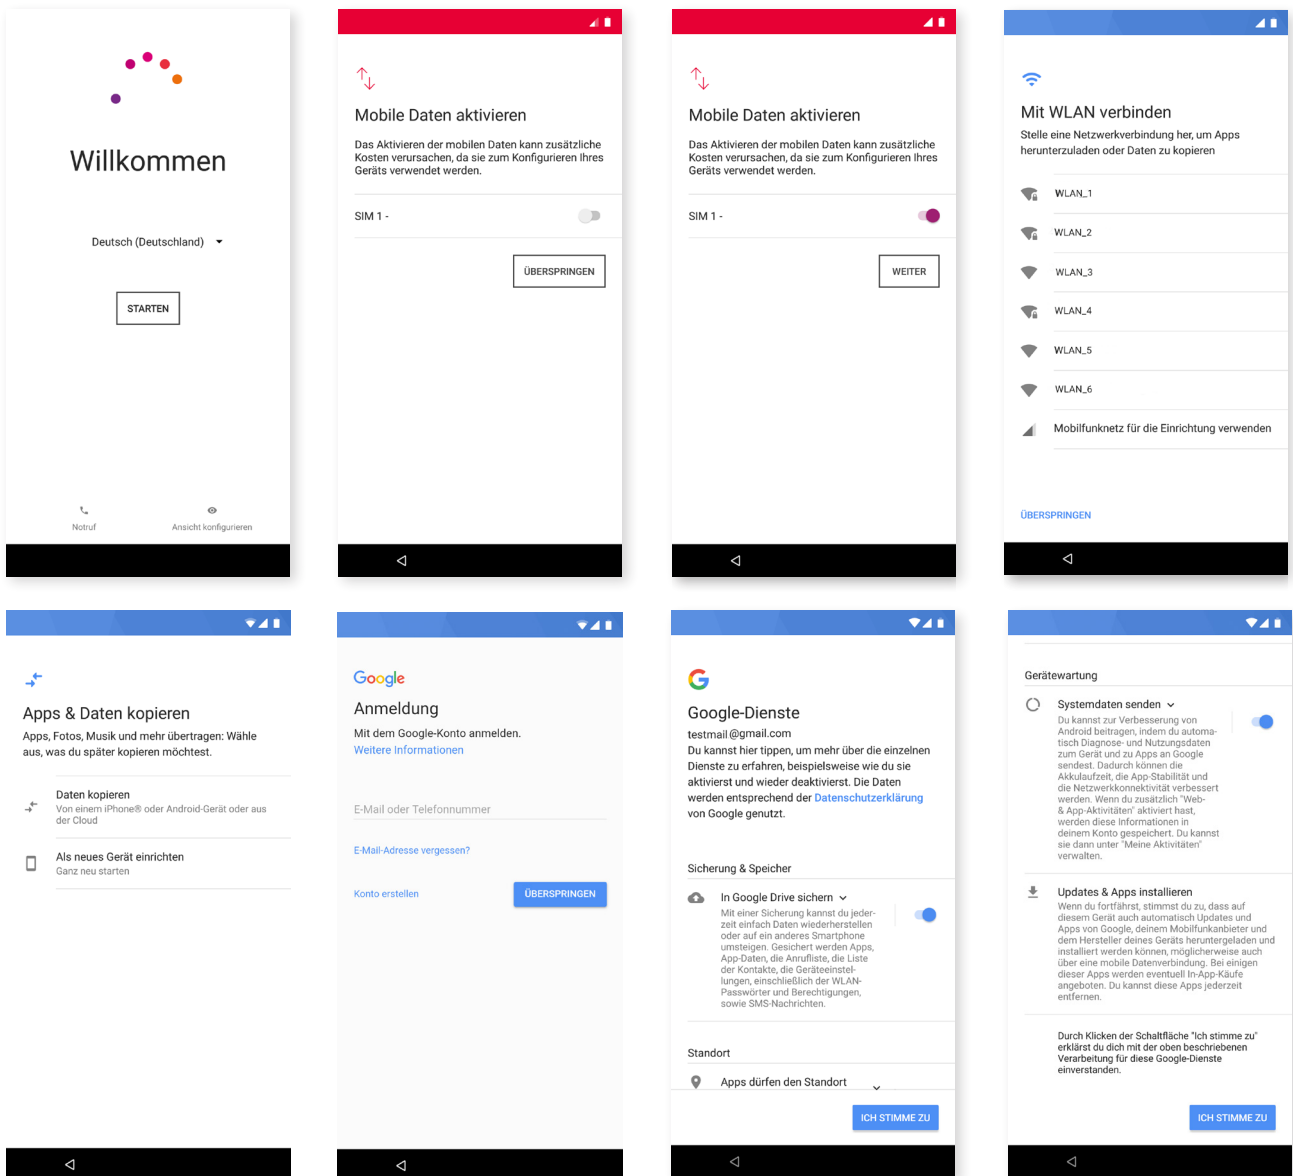 Willkommen
Deutsch (Deutschland)
STARTEN
Notruf
Ansicht konfigurieren
Mobile Daten aktivieren
Das Aktivieren der mobilen Daten kann zusätzliche
Kosten verursachen, da sie zum Konfigurieren Ihres
Geräts verwendet werden.
SIM 1 -
ÜBERSPRINGEN
Mobile Daten aktivieren
Das Aktivieren der mobilen Daten kann zusätzliche
Kosten verursachen, da sie zum Konfigurieren Ihres
Geräts verwendet werden.
SIM 1 -
WEITER
Mit WLAN verbinden
Stelle eine Netzwerkverbindung her, um Apps
herunterzuladen oder Daten zu kopieren
WLAN_1
WLAN_2
WLAN_3
WLAN_4
WLAN_5
WLAN_6
Mobilfunknetz für die Einrichtung verwenden
ÜBERSPRINGEN
Apps & Daten kopieren
Apps, Fotos, Musik und mehr übertragen: Wähle
aus, was du später kopieren möchtest.
Daten kopieren
Von einem iPhone® oder Android-Gerät oder aus
der Cloud
Als neues Gerät einrichten
Ganz neu starten
Google
Anmeldung
Mit dem Google-Konto anmelden.
Weitere Informationen
E-Mail oder Telefonnummer
E-Mail-Adresse vergessen?
Konto erstellen
ÜBERSPRINGEN
G
Google-Dienste
testmail@gmail.com
Du kannst hier tippen, um mehr über die einzelnen
Dienste zu erfahren, beispielsweise wie du sie
aktivierst und wieder deaktivierst. Die Daten
werden entsprechend der Datenschutzerklärung
von Google genutzt.
Sicherung & Speicher
In Google Drive sichern
Mit einer Sicherung kannst du jeder-
zeit einfach Daten wiederherstellen
oder auf ein anderes Smartphone
umsteigen. Gesichert werden Apps,
App-Daten, die Anrufliste, die Liste
der Kontakte, die Geräteeinstel-
lungen, einschließlich der WLAN-
Passwörter und Berechtigungen,
sowie SMS-Nachrichten.
Standort
Apps dürfen den Standort
ICH STIMME ZU
Gerätewartung
Systemdaten senden
Du kannst zur Verbesserung von
Android beitragen, indem du automa-
tisch Diagnose- und Nutzungsdaten
zum Gerät und zu Apps an Google
sendest. Dadurch können die
Akkulaufzeit, die App-Stabilität und
die Netzwerkkonnektivität verbessert
werden. Wenn du zusätzlich "Web-
& App-Aktivitäten" aktiviert hast,
werden diese Informationen in
deinem Konto gespeichert. Du kannst
sie dann unter "Meine Aktivitäten"
verwalten.
Updates & Apps installieren
Wenn du fortfährst, stimmst du zu, dass auf
diesem Gerät auch automatisch Updates und
Apps von Google, deinem Mobilfunkanbieter und
dem Hersteller deines Geräts heruntergeladen und
installiert werden können, möglicherweise auch
über eine mobile Datenverbindung. Bei einigen
dieser Apps werden eventuell In-App-Käufe
angeboten. Du kannst diese Apps jederzeit
entfernen.
Durch Klicken der Schaltfläche "Ich stimme zu"
erklärst du dich mit der oben beschriebenen
Verarbeitung für diese Google-Dienste
einverstanden.
ICH STIMME ZU